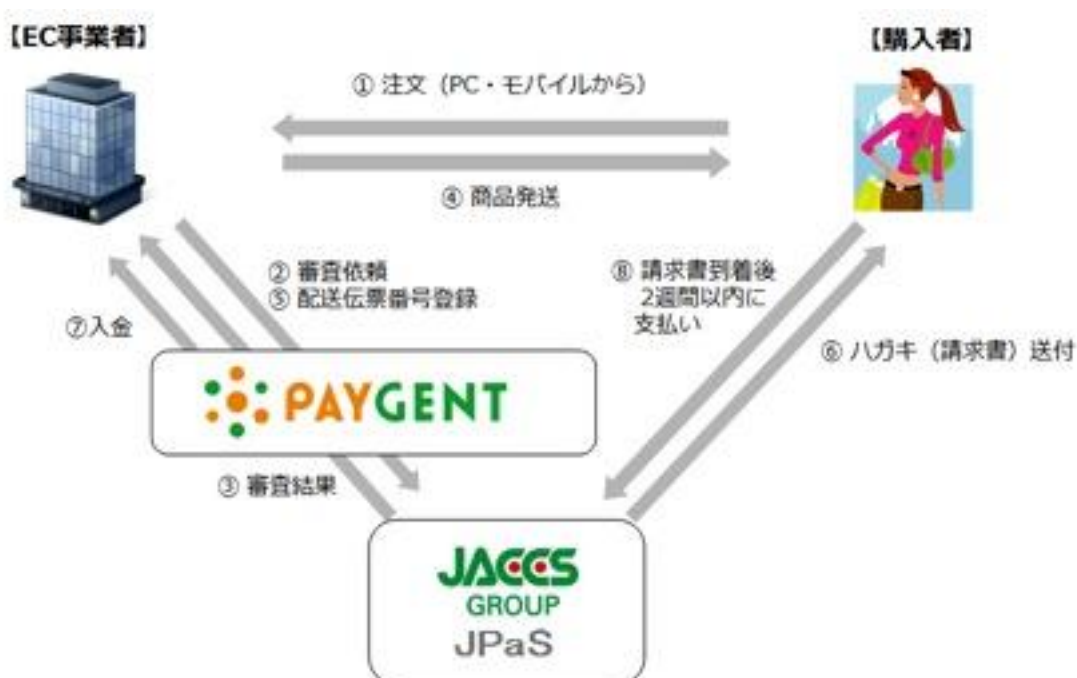 【EC事業者】
【購入者】
① 注文（PC・モバイルから）
④ 商品発送
② 審査依頼
⑤ 配送伝票番号登録
⑧ 請求書到着後
2週間以内に
支払い
⑦入金
⑥ ハガキ（請求書）送付
PAYGENT
③ 審査結果
JACCS
GROUP
JPaS